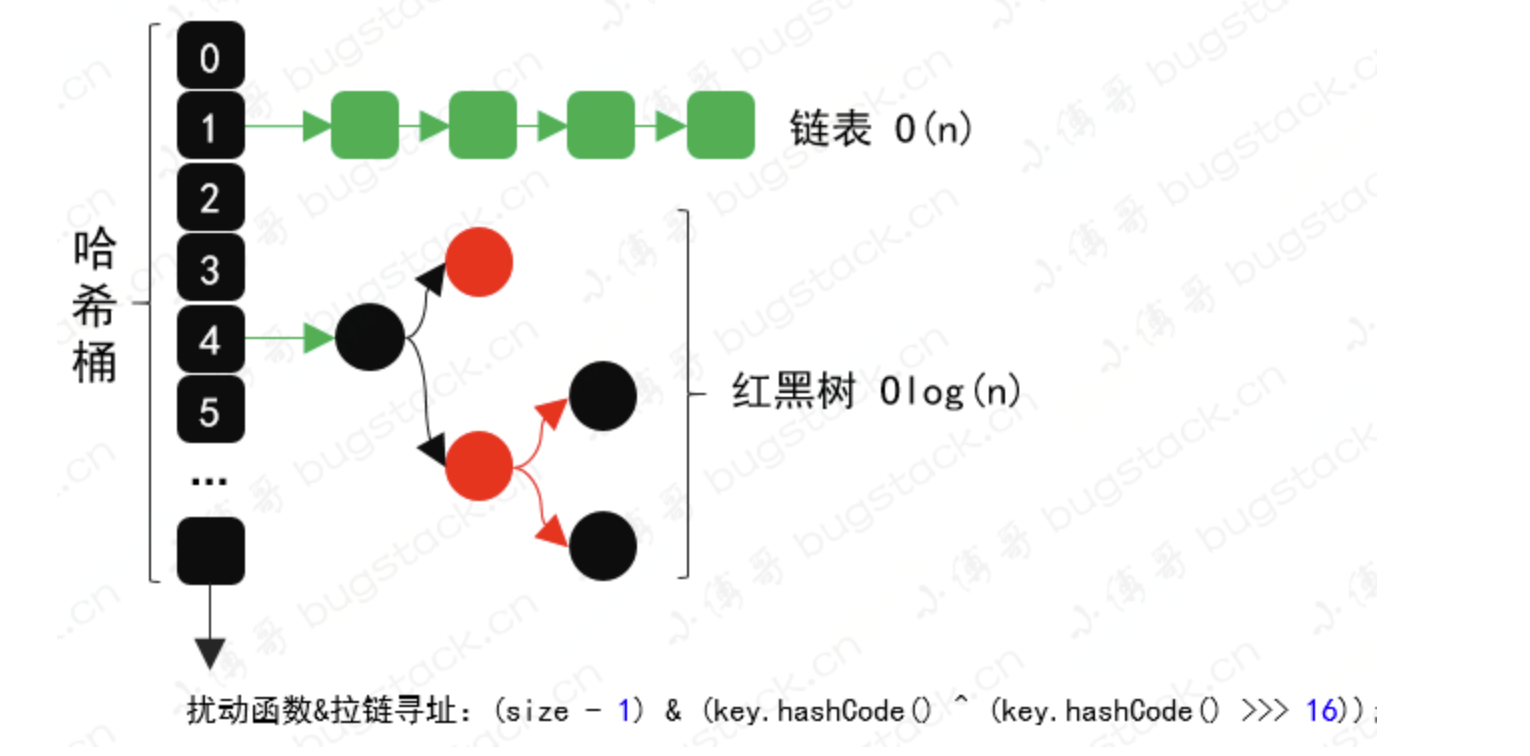 0
1
链表 O(n)
2
3
哈希桶
4
5
红黑树 Olog(n)
...
扰动函数&拉链寻址：(size - 1) & (key.hashCode() ^ (key.hashCode() >>> 16));
小傅哥 bugstack.cn